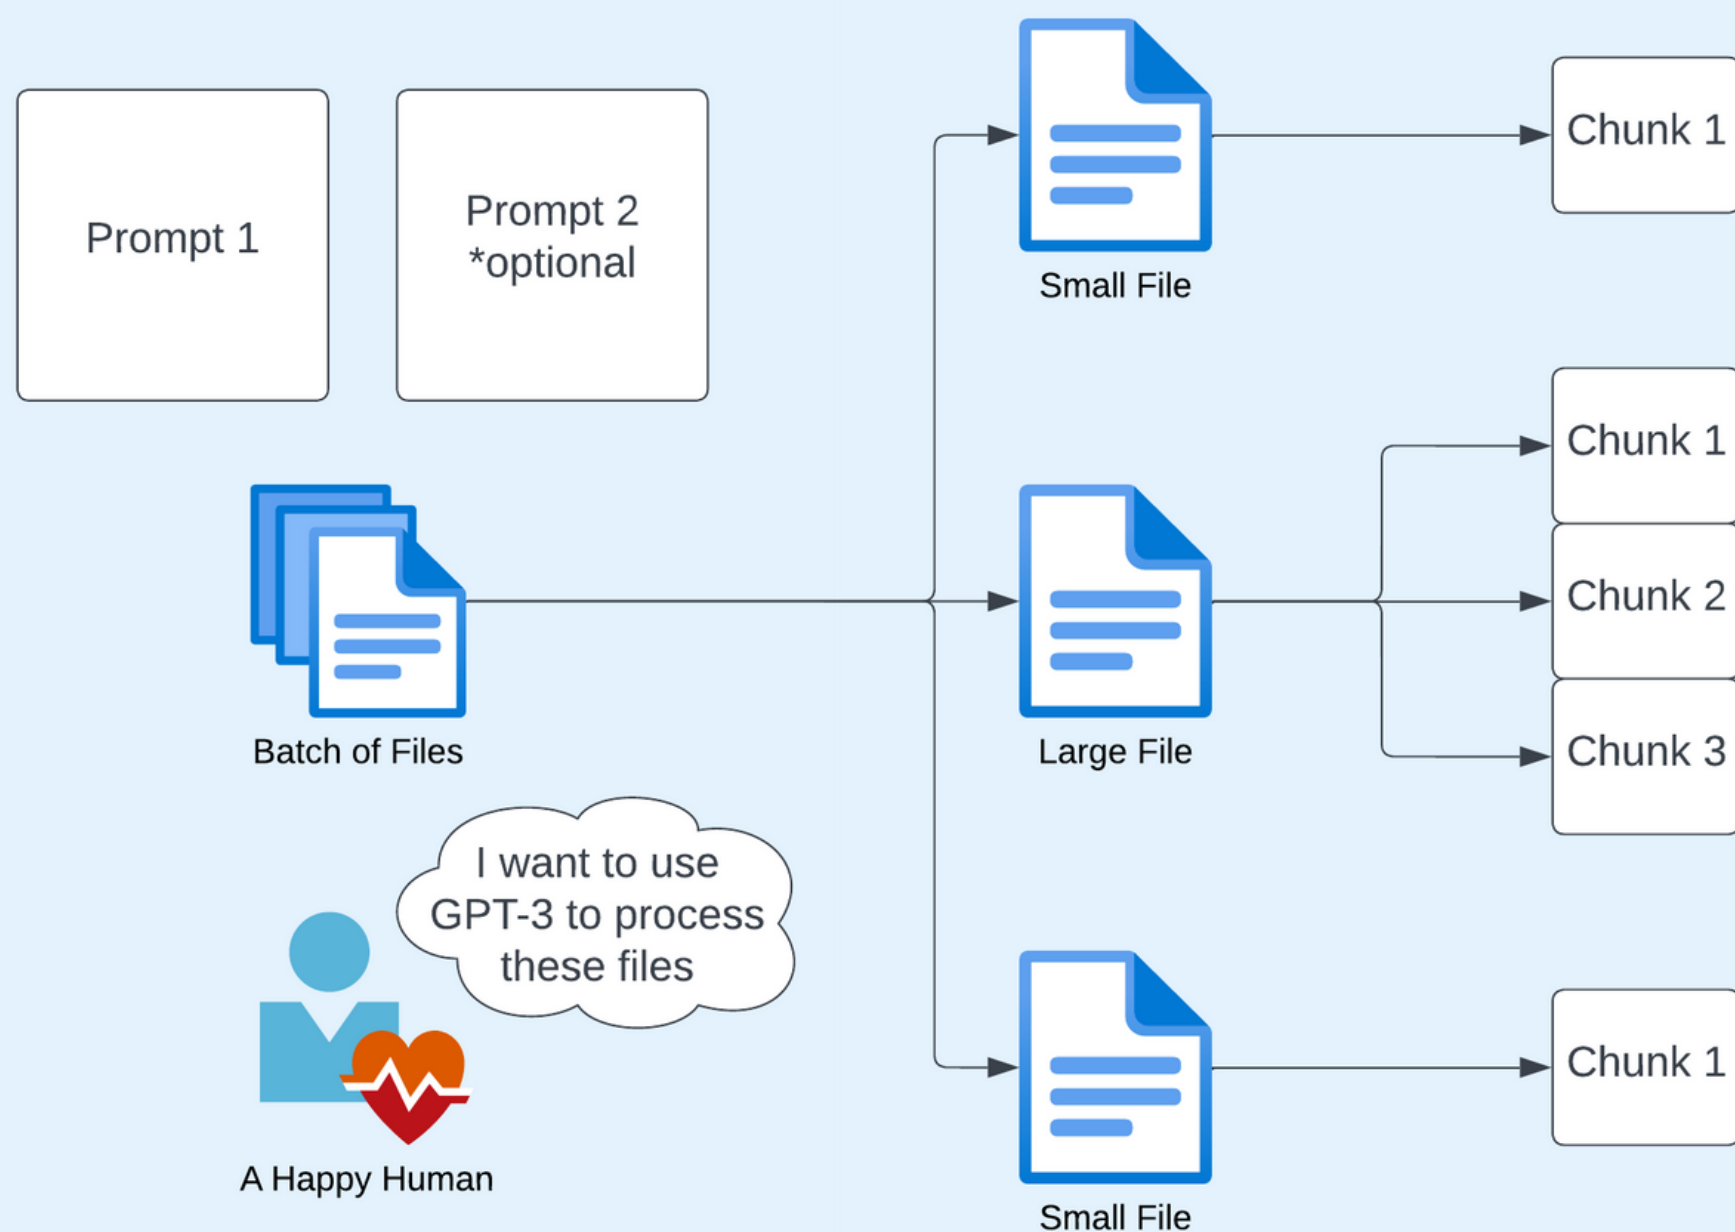 Prompt 1
Prompt 2
*optional
Small File
Chunk 1
Batch of Files
Large File
Chunk 1
Chunk 2
Chunk 3
I want to use
GPT-3 to process
these files
A Happy Human
Small File
Chunk 1